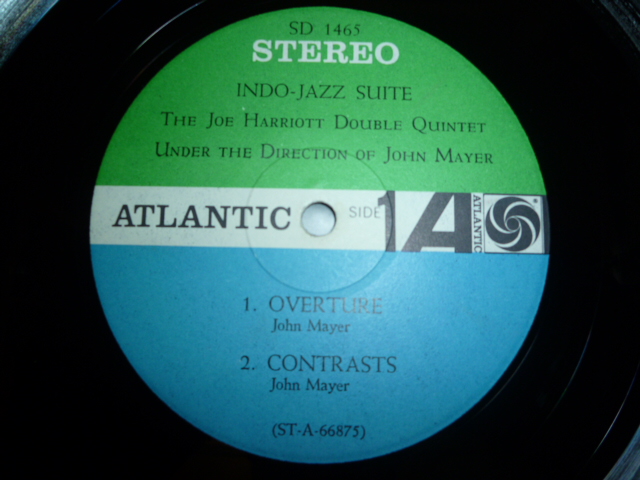 SD 1465
STEREO
INDO-JAZZ SUITE
THE JOE HARRIOTT DOUBLE QUINTET
UNDER THE DIRECTION OF JOHN MAYER
ATLANTIC SIDE 1 A ATLANTIC
1. OVERTURE
John Mayer
2. CONTRASTS
John Mayer
(ST-A-66875)